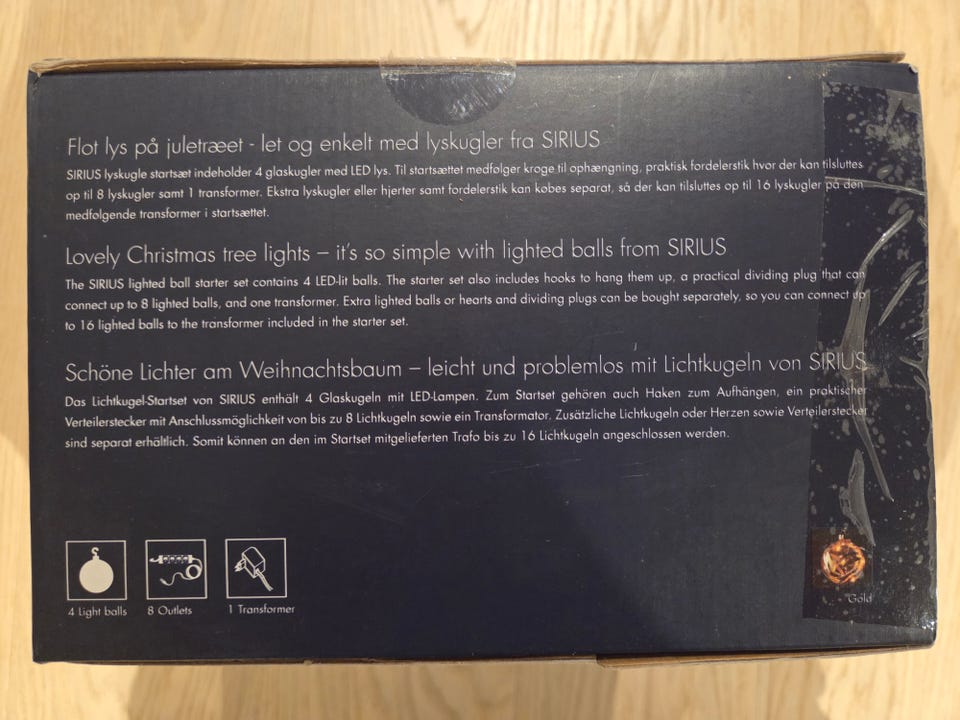 Flot lys på juletræet - let og enkelt med lyskugler fra SIRIUS
SIRIUS lyskugle startsæt indeholder 4 glaskugler med LED lys. Til startsættet medfølger kroge til ophængning, praktisk fordelerstik hvor der kan tilsluttes
op til 8 lyskugler samt 1 transformer. Ekstra lyskugler eller hjerter samt fordelerstik kan købes separat, så der kan tilsluttes op til 16 lyskugler på den
medfølgende transformer i startsættet.
Lovely Christmas tree lights – it's so simple with lighted balls from SIRIUS
The SIRIUS lighted ball starter set contains 4 LED-lit balls. The starter set also includes hooks to hang them up, a practical dividing plug that can
connect up to 8 lighted balls, and one transformer. Extra lighted balls or hearts and dividing plugs can be bought separately, so you can connect up
to 16 lighted balls to the transformer included in the starter set.
Schöne Lichter am Weihnachtsbaum – leicht und problemlos mit Lichtkugeln von SIRIUS
Das Lichtkugel-Startset von SIRIUS enthält 4 Glaskugeln mit LED-Lampen. Zum Startset gehören auch Haken zum Aufhängen, ein praktischer
Verteilerstecker mit Anschlussmöglichkeit von bis zu 8 Lichtkugeln sowie ein Transformator. Zusätzliche Lichtkugeln oder Herzen sowie Verteilerstecker
sind separat erhältlich. Somit können an den im Startset mitgelieferten Trafo bis zu 16 Lichtkugeln angeschlossen werden.
4 Light balls
8 Outlets
1 Transformer
Gold